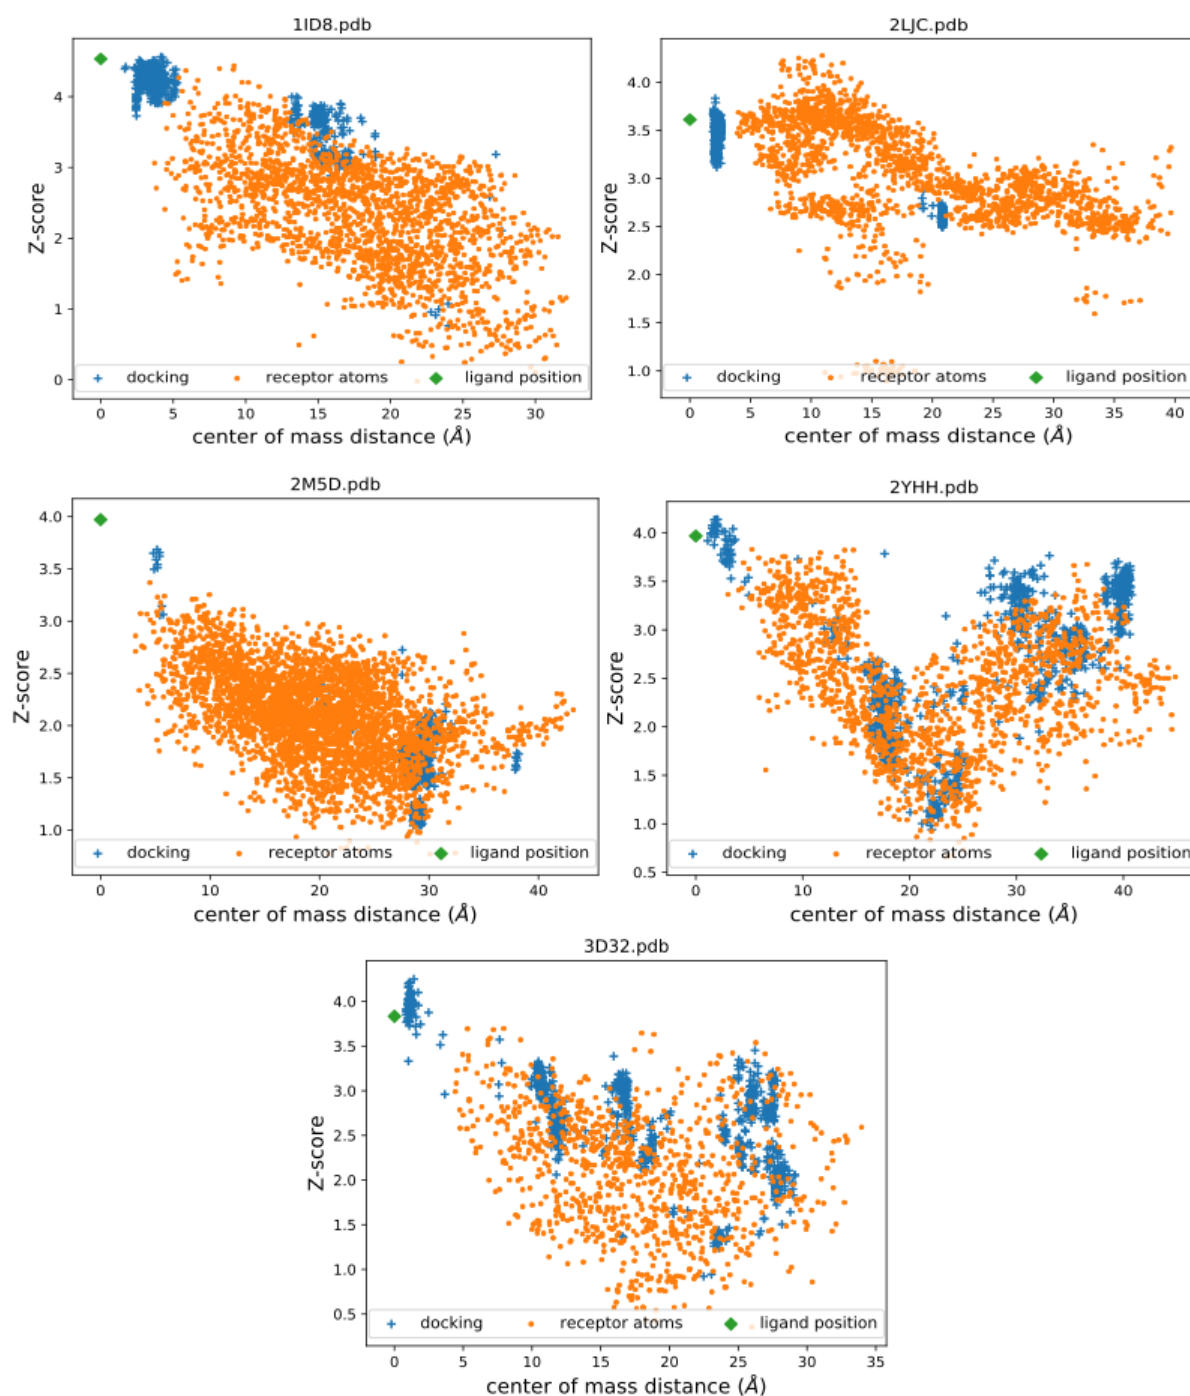 1ID8.pdb
Z-score
4
3
2
1
0
docking receptor atoms ligand position
0 5 10 15 20 25 30
center of mass distance (Å)
2LJC.pdb
Z-score
4.0
3.5
3.0
2.5
2.0
1.5
1.0
docking receptor atoms ligand position
0 5 10 15 20 25 30 35 40
center of mass distance (Å)
2M5D.pdb
Z-score
4.0
3.5
3.0
2.5
2.0
1.5
1.0
docking receptor atoms ligand position
0 10 20 30 40
center of mass distance (Å)
2YHH.pdb
Z-score
4.0
3.5
3.0
2.5
2.0
1.5
1.0
0.5
docking receptor atoms ligand position
0 10 20 30 40
center of mass distance (Å)
3D32.pdb
Z-score
4.0
3.5
3.0
2.5
2.0
1.5
1.0
0.5
docking receptor atoms ligand position
0 5 10 15 20 25 30 35
center of mass distance (Å)